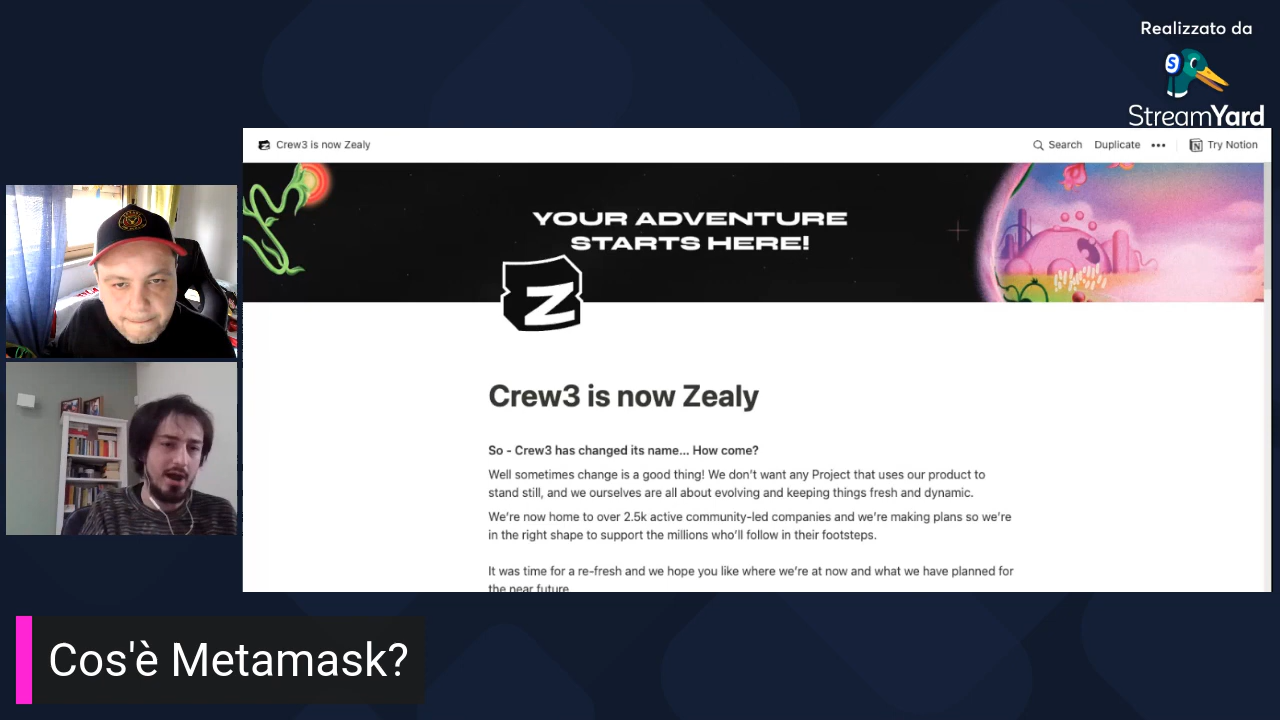 Realizzato da
StreamYard
Crew3 is now Zealy
Search
Duplicate
Try Notion
YOUR ADVENTURE
STARTS HERE!
Z
Crew3 is now Zealy
So - Crew3 has changed its name... How come?
Well sometimes change is a good thing! We don't want any Project that uses our product to
stand still, and we ourselves are all about evolving and keeping things fresh and dynamic.
We're now home to over 2.5k active community-led companies and we're making plans so we're
in the right shape to support the millions who'll follow in their footsteps.
It was time for a re-fresh and we hope you like where we're at now and what we have planned for
the near future
Cos'è Metamask?